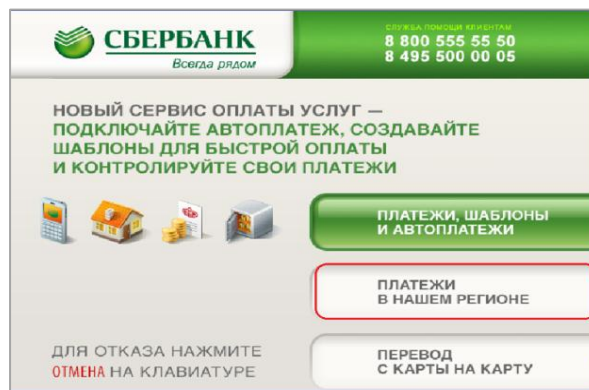 СБЕРБАНК
Всегда рядом
СЛУЖБА ПОМОЩИ КЛИЕНТАМ
8 800 555 55 50
8 495 500 00 05
НОВЫЙ СЕРВИС ОПЛАТЫ УСЛУГ —
ПОДКЛЮЧАЙТЕ АВТОПЛАТЕЖ, СОЗДАВАЙТЕ
ШАБЛОНЫ ДЛЯ БЫСТРОЙ ОПЛАТЫ
И КОНТРОЛИРУЙТЕ СВОИ ПЛАТЕЖИ
ПЛАТЕЖИ, ШАБЛОНЫ
И АВТОПЛАТЕЖИ
ПЛАТЕЖИ
В НАШЕМ РЕГИОНЕ
ДЛЯ ОТКАЗА НАЖМИТЕ
ОТМЕНА НА КЛАВИАТУРЕ
ПЕРЕВОД
С КАРТЫ НА КАРТУ